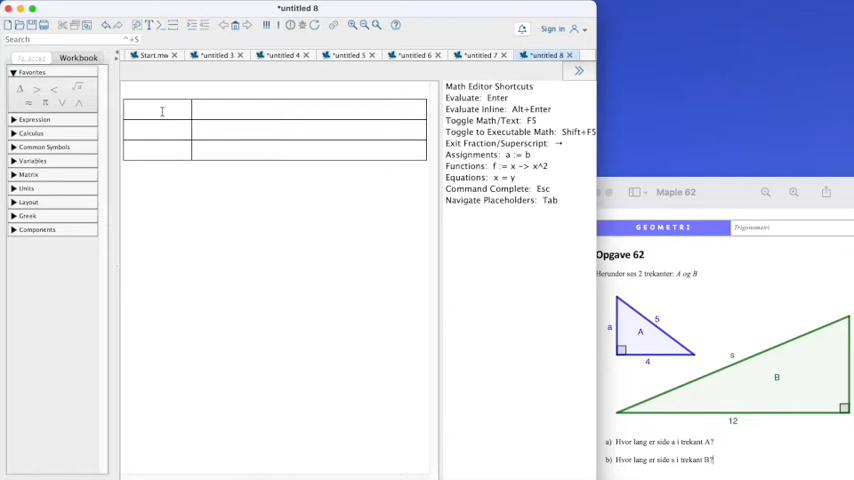 *untitled 8
Sign in
Search
^+S
Palettes
Workbook
Start.mw
*untitled 3
*untitled 4
*untitled 5
*untitled 6
*untitled 7
*untitled 8
Favorites
Δ > < √a
≈ π ∨ ∧
Expression
Calculus
Common Symbols
Variables
Matrix
Units
Layout
Greek
Components
Math Editor Shortcuts
Evaluate: Enter
Evaluate Inline: Alt+Enter
Toggle Math/Text: F5
Toggle to Executable Math: Shift+F5
Exit Fraction/Superscript: →
Assignments: a := b
Functions: f := x -> x^2
Equations: x = y
Command Complete: Esc
Navigate Placeholders: Tab
Maple 62
GEOMETRI
Trigonometri
Opgave 62
Herunder ses 2 trekanter: A og B
a
5
A
4
s
B
12
a) Hvor lang er side a i trekant A?
b) Hvor lang er side s i trekant B?